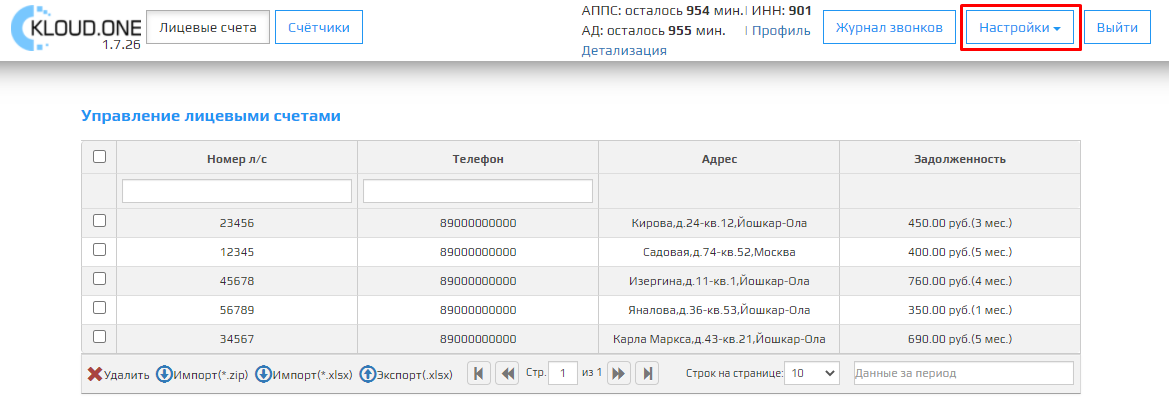 KLOUD.ONE
1.7.26
Лицевые счета
Счётчики
АППС: осталось 954 мин. | ИНН: 901
АД: осталось 955 мин. | Профиль
Детализация
Журнал звонков
Настройки
Выйти
Управление лицевыми счетами
Номер л/с Телефон Адрес Задолженность
23456 89000000000 Кирова,д.24-кв.12,Йошкар-Ола 450.00 руб.(3 мес.)
12345 89000000000 Садовая,д.74-кв.52,Москва 400.00 руб.(5 мес.)
45678 89000000000 Изергина,д.11-кв.1,Йошкар-Ола 760.00 руб.(4 мес.)
56789 89000000000 Яналова,д.36-кв.53,Йошкар-Ола 350.00 руб.(1 мес.)
34567 89000000000 Карла Маркса,д.43-кв.21,Йошкар-Ола 690.00 руб.(5 мес.)
Удалить Импорт(*.zip) Импорт(*.xlsx) Экспорт(.xlsx) Стр. 1 из 1 Строк на странице: 10 Данные за период